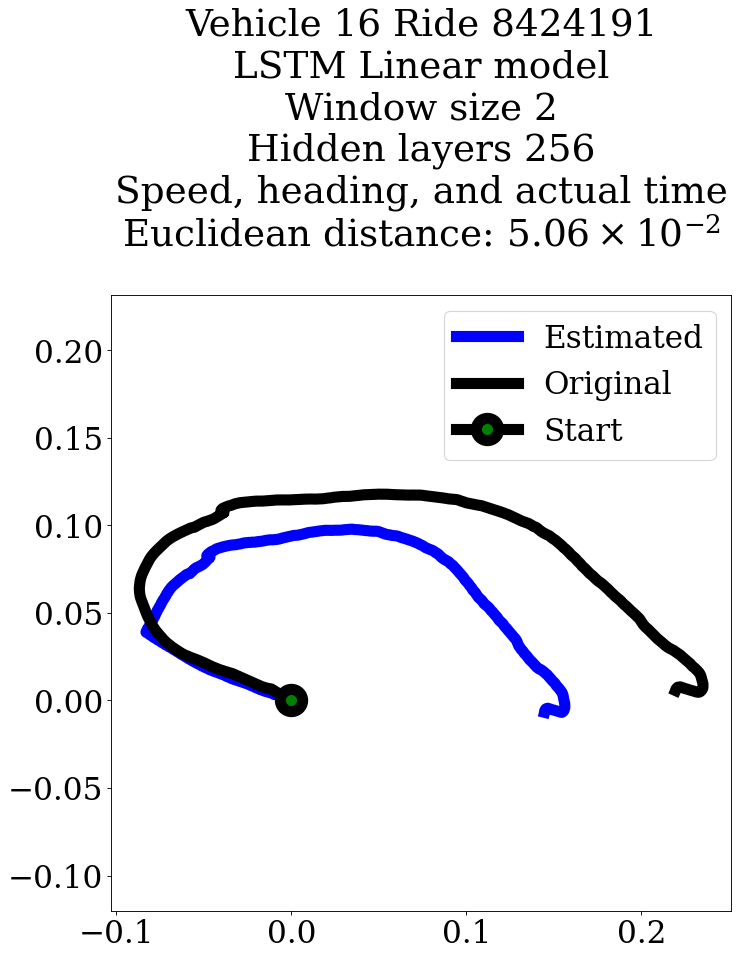 Vehicle 16 Ride 8424191
LSTM Linear model
Window size 2
Hidden layers 256
Speed, heading, and actual time
Euclidean distance: 5.06 × 10⁻²
Estimated
Original
Start
0.20
0.15
0.10
0.05
0.00
−0.05
−0.10
−0.1 0.0 0.1 0.2